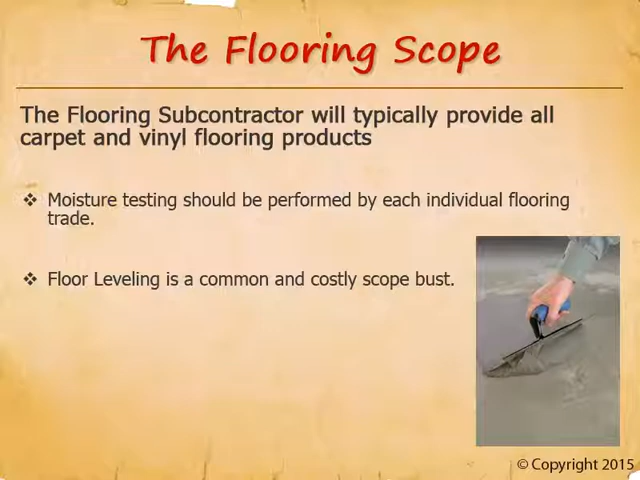 The Flooring Scope
The Flooring Subcontractor will typically provide all
carpet and vinyl flooring products
❖ Moisture testing should be performed by each individual flooring
trade.
❖ Floor Leveling is a common and costly scope bust.
© Copyright 2015